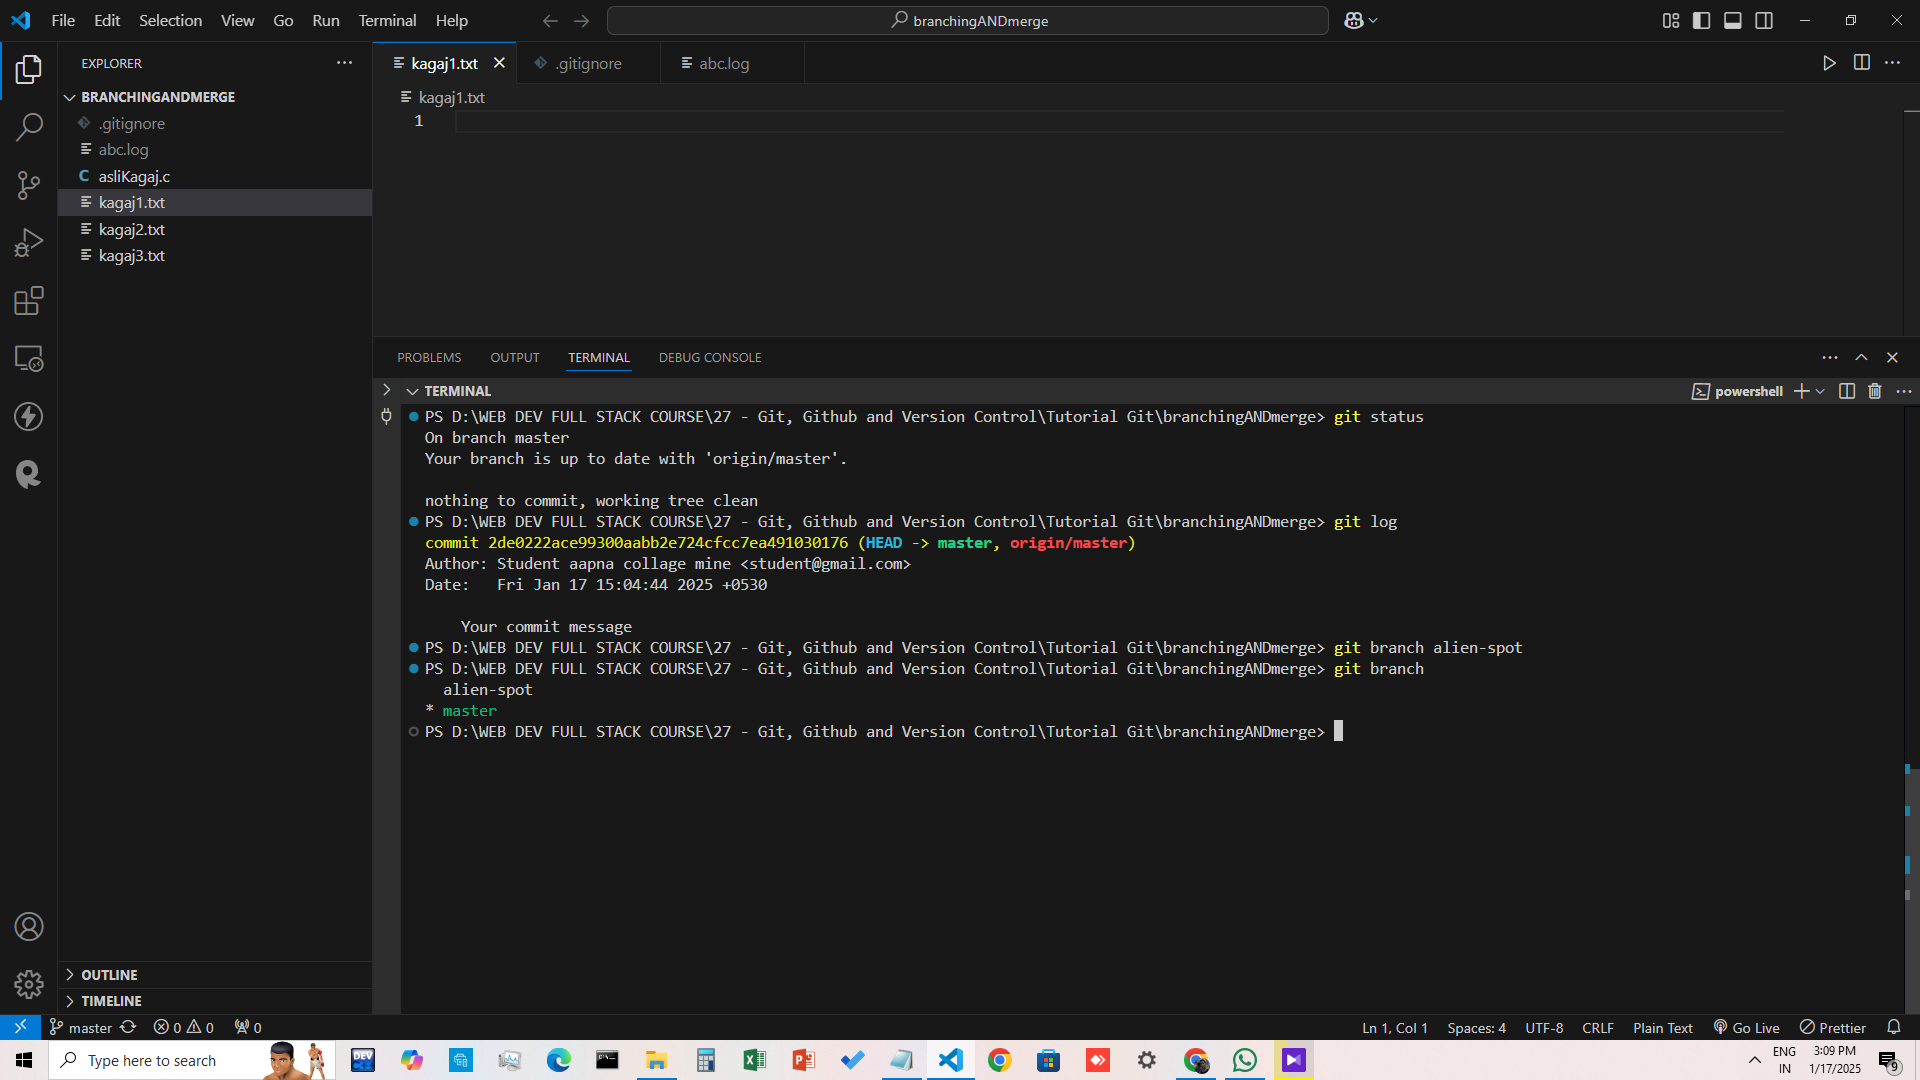 File Edit Selection View Go Run Terminal Help
branchingANDmerge
EXPLORER
BRANCHINGANDMERGE
.gitignore
abc.log
C asliKagaj.c
kagaj1.txt
kagaj2.txt
kagaj3.txt
OUTLINE
TIMELINE
kagaj1.txt .gitignore abc.log
kagaj1.txt
1
PROBLEMS OUTPUT TERMINAL DEBUG CONSOLE
TERMINAL
powershell
PS D:\WEB DEV FULL STACK COURSE\27 - Git, Github and Version Control\Tutorial Git\branchingANDmerge> git status
On branch master
Your branch is up to date with 'origin/master'.
nothing to commit, working tree clean
PS D:\WEB DEV FULL STACK COURSE\27 - Git, Github and Version Control\Tutorial Git\branchingANDmerge> git log
commit 2de0222ace99300aabb2e724cfcc7ea491030176 (HEAD -> master, origin/master)
Author: Student aapna collage mine <student@gmail.com>
Date:   Fri Jan 17 15:04:44 2025 +0530
Your commit message
PS D:\WEB DEV FULL STACK COURSE\27 - Git, Github and Version Control\Tutorial Git\branchingANDmerge> git branch alien-spot
PS D:\WEB DEV FULL STACK COURSE\27 - Git, Github and Version Control\Tutorial Git\branchingANDmerge> git branch
alien-spot
* master
PS D:\WEB DEV FULL STACK COURSE\27 - Git, Github and Version Control\Tutorial Git\branchingANDmerge>
master 0 0 0
Ln 1, Col 1 Spaces: 4 UTF-8 CRLF Plain Text Go Live Prettier
Type here to search
DEV
ENG
IN
3:09 PM
1/17/2025
9